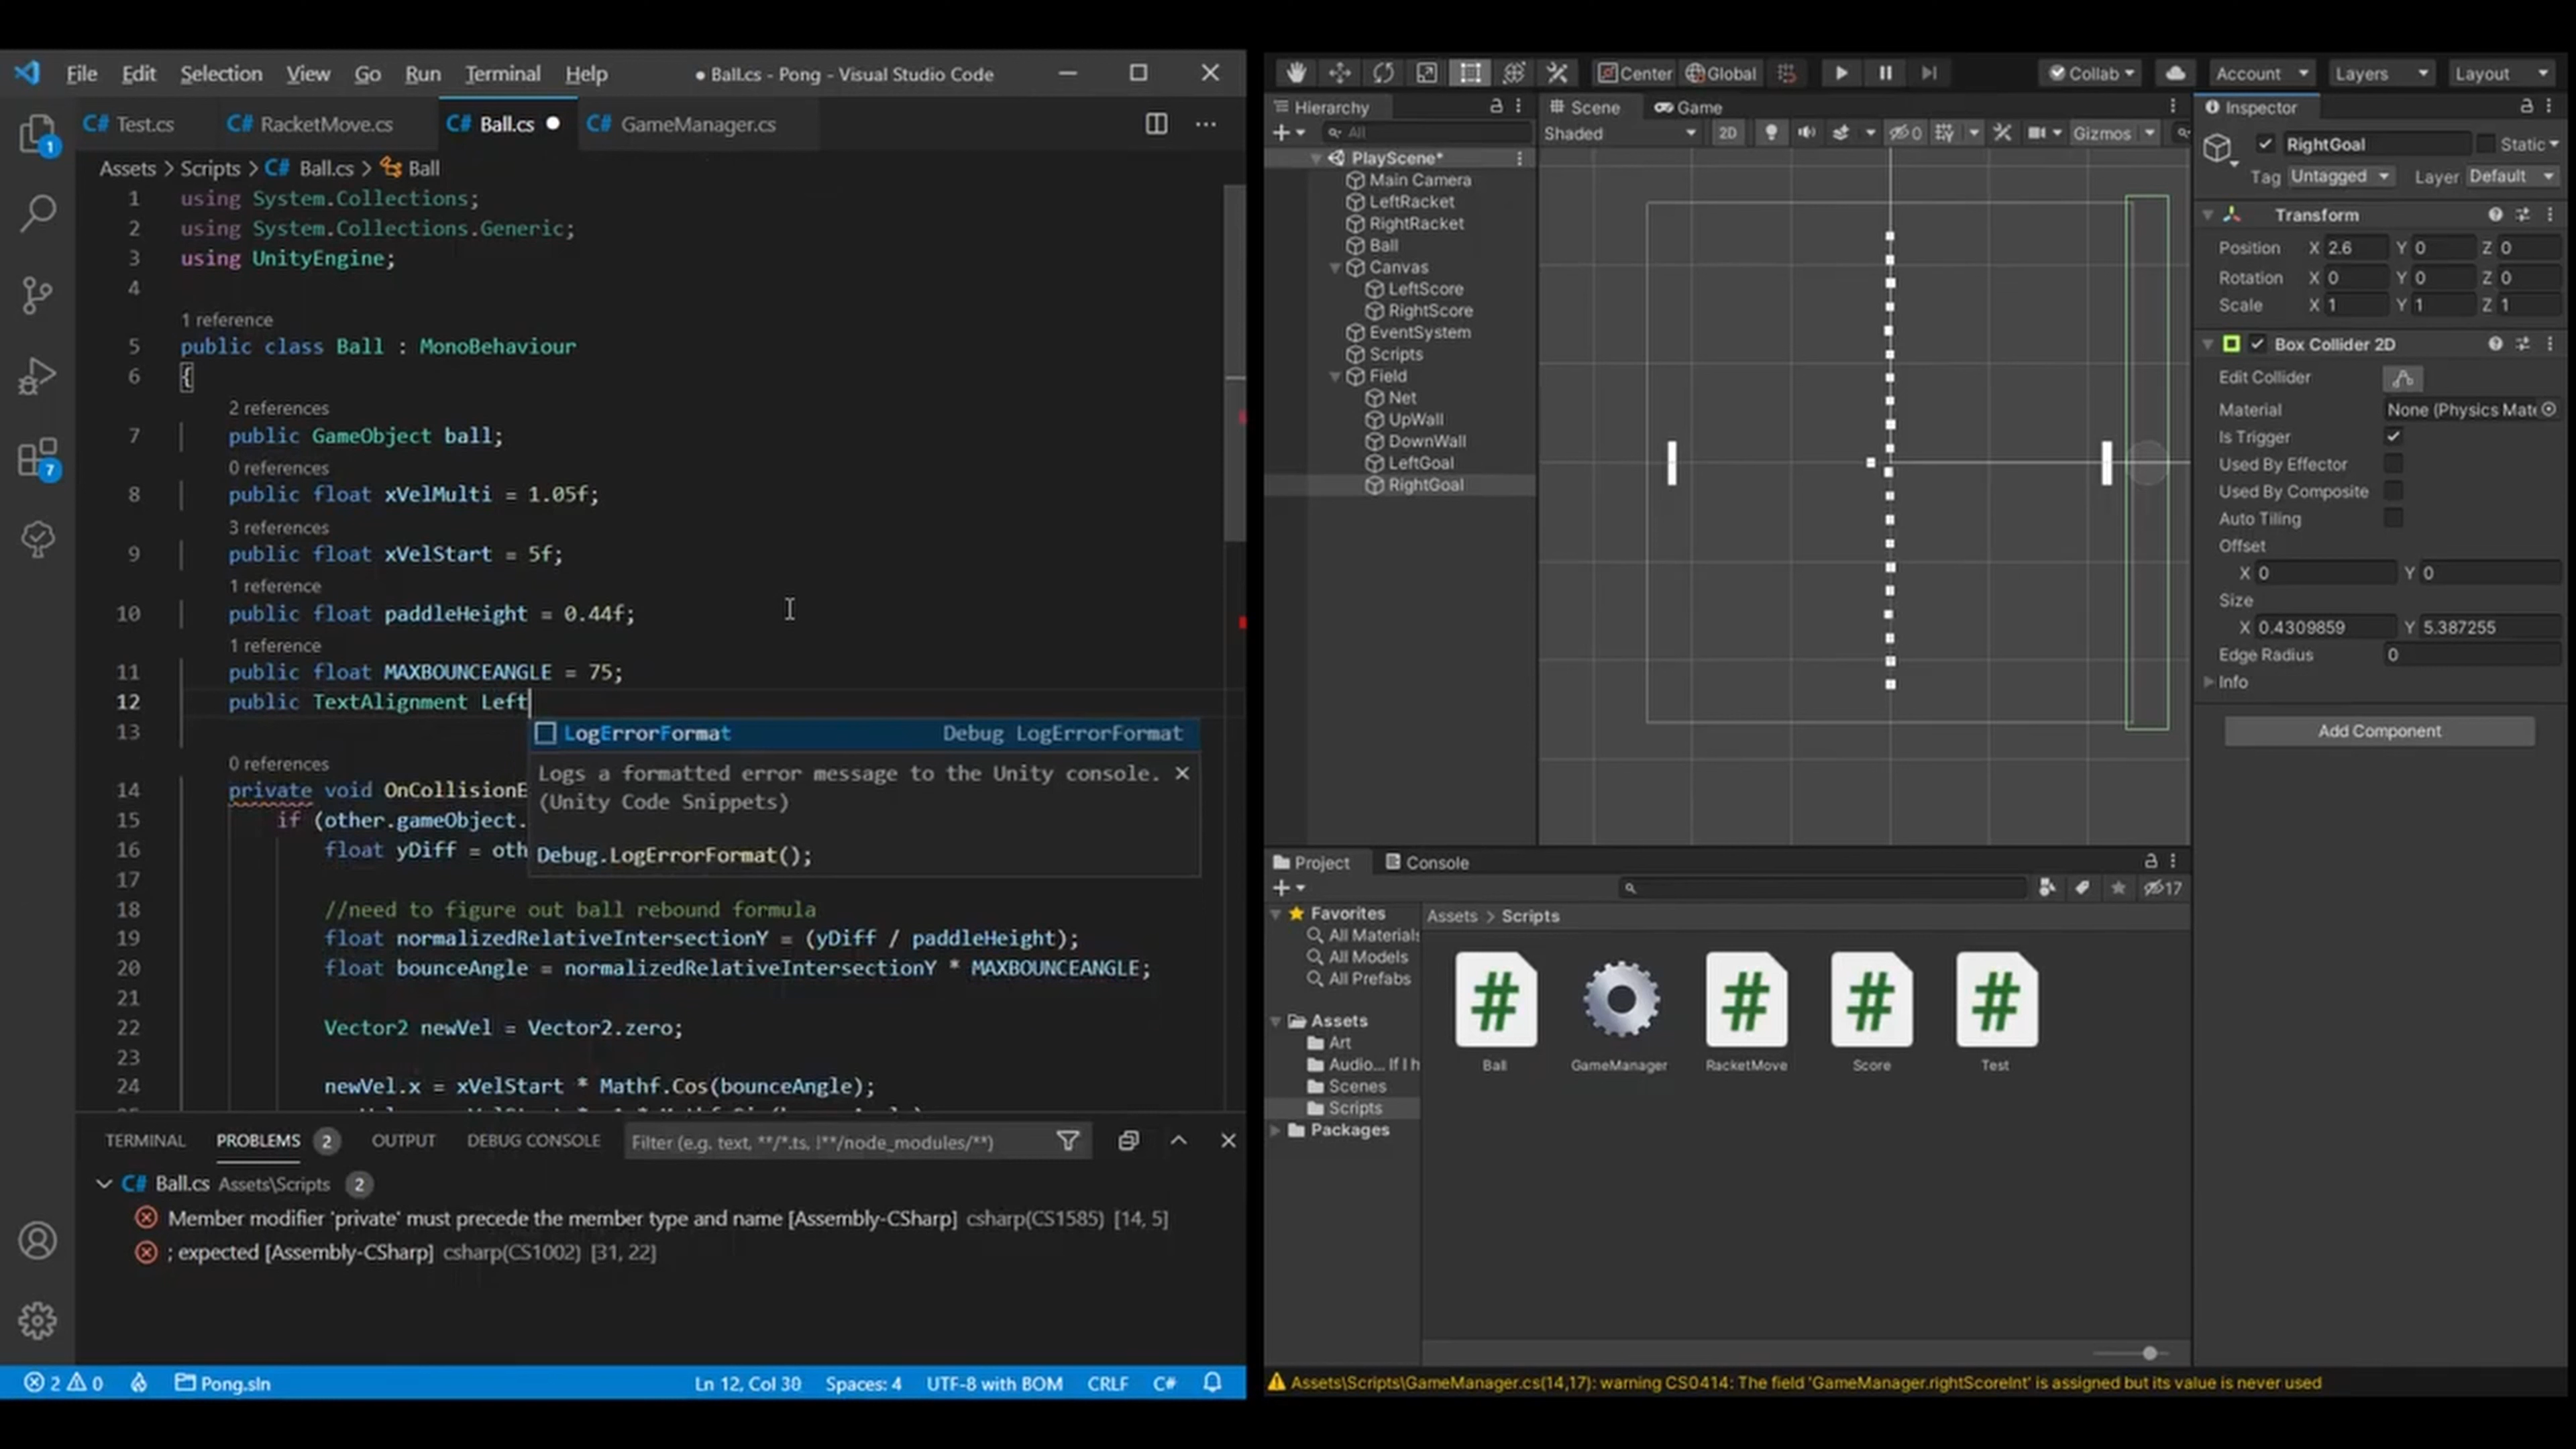 File Edit Selection View Go Run Terminal Help ● Ball.cs - Pong - Visual Studio Code
C# Test.cs C# RacketMove.cs C# Ball.cs ● C# GameManager.cs
Assets > Scripts > C# Ball.cs > Ball
1 using System.Collections;
2 using System.Collections.Generic;
3 using UnityEngine;
4
1 reference
5 public class Ball : MonoBehaviour
6 {
2 references
7 public GameObject ball;
0 references
8 public float xVelMulti = 1.05f;
3 references
9 public float xVelStart = 5f;
1 reference
10 public float paddleHeight = 0.44f;
1 reference
11 public float MAXBOUNCEANGLE = 75;
12 public TextAlignment Left
13
LogErrorFormat Debug LogErrorFormat
Logs a formatted error message to the Unity console.
(Unity Code Snippets)
Debug.LogErrorFormat();
0 references
14 private void OnCollisionE
15 if (other.gameObject.
16 float yDiff = oth
17
18 //need to figure out ball rebound formula
19 float normalizedRelativeIntersectionY = (yDiff / paddleHeight);
20 float bounceAngle = normalizedRelativeIntersectionY * MAXBOUNCEANGLE;
21
22 Vector2 newVel = Vector2.zero;
23
24 newVel.x = xVelStart * Mathf.Cos(bounceAngle);
TERMINAL PROBLEMS 2 OUTPUT DEBUG CONSOLE Filter (e.g. text, **/*.ts, !**/node_modules/**)
C# Ball.cs Assets\Scripts 2
Member modifier 'private' must precede the member type and name [Assembly-CSharp] csharp(CS1585) [14, 5]
; expected [Assembly-CSharp] csharp(CS1002) [31, 22]
1
7
2 0 Pong.sln Ln 12, Col 30 Spaces: 4 UTF-8 with BOM CRLF C#
Center Global Collab Account Layers Layout
Hierarchy
All
PlayScene*
Main Camera
LeftRacket
RightRacket
Ball
Canvas
LeftScore
RightScore
EventSystem
Scripts
Field
Net
UpWall
DownWall
LeftGoal
RightGoal
Scene Game
Shaded 2D 0 Gizmos
Inspector
RightGoal Static
Tag Untagged Layer Default
Transform
Position X 2.6 Y 0 Z 0
Rotation X 0 Y 0 Z 0
Scale X 1 Y 1 Z 1
Box Collider 2D
Edit Collider
Material None (Physics Mate
Is Trigger
Used By Effector
Used By Composite
Auto Tiling
Offset
X 0 Y 0
Size
X 0.4309859 Y 5.387255
Edge Radius 0
Info
Add Component
Project Console
17
Favorites
All Materials
All Models
All Prefabs
Assets
Art
Audio... If I h
Scenes
Scripts
Packages
Assets > Scripts
Ball GameManager RacketMove Score Test
Assets\Scripts\GameManager.cs(14,17): warning CS0414: The field 'GameManager.rightScoreInt' is assigned but its value is never used